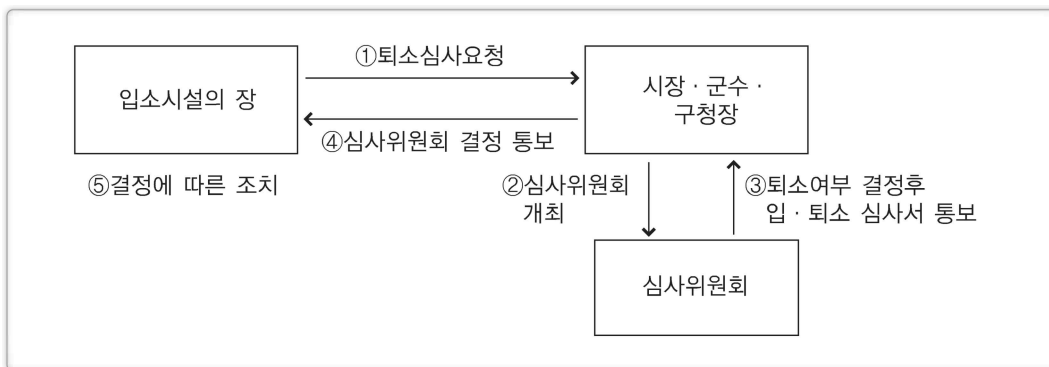 ①퇴소심사요청
입소시설의 장
시장 · 군수 ·
구청장
④심사위원회 결정 통보
⑤결정에 따른 조치
②심사위원회
개최
③퇴소여부 결정후
입 · 퇴소 심사서 통보
심사위원회